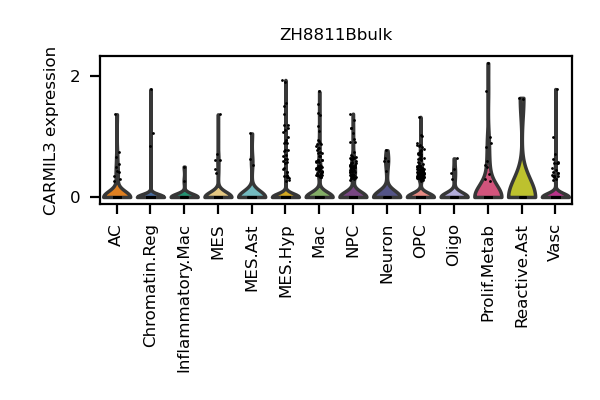 ZH8811Bbulk
CARMIL3 expression
2
0
AC
Chromatin.Reg
Inflammatory.Mac
MES
MES.Ast
MES.Hyp
Mac
NPC
Neuron
OPC
Oligo
Prolif.Metab
Reactive.Ast
Vasc